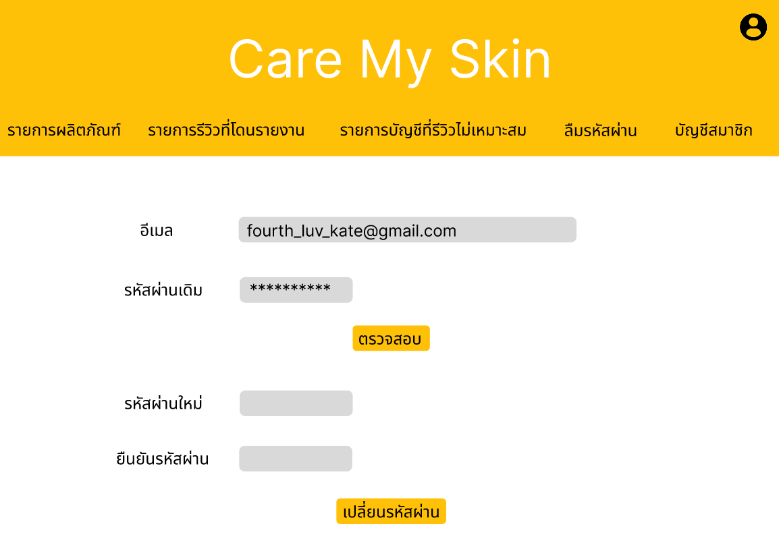 Care My Skin
รายการผลิตภัณฑ์ รายการรีวิวที่โดนรายงาน รายการบัญชีที่รีวิวไม่เหมาะสม ลืมรหัสผ่าน บัญชีสมาชิก
อีเมล fourth_luv_kate@gmail.com
รหัสผ่านเดิม **********
ตรวจสอบ
รหัสผ่านใหม่
ยืนยันรหัสผ่าน
เปลี่ยนรหัสผ่าน